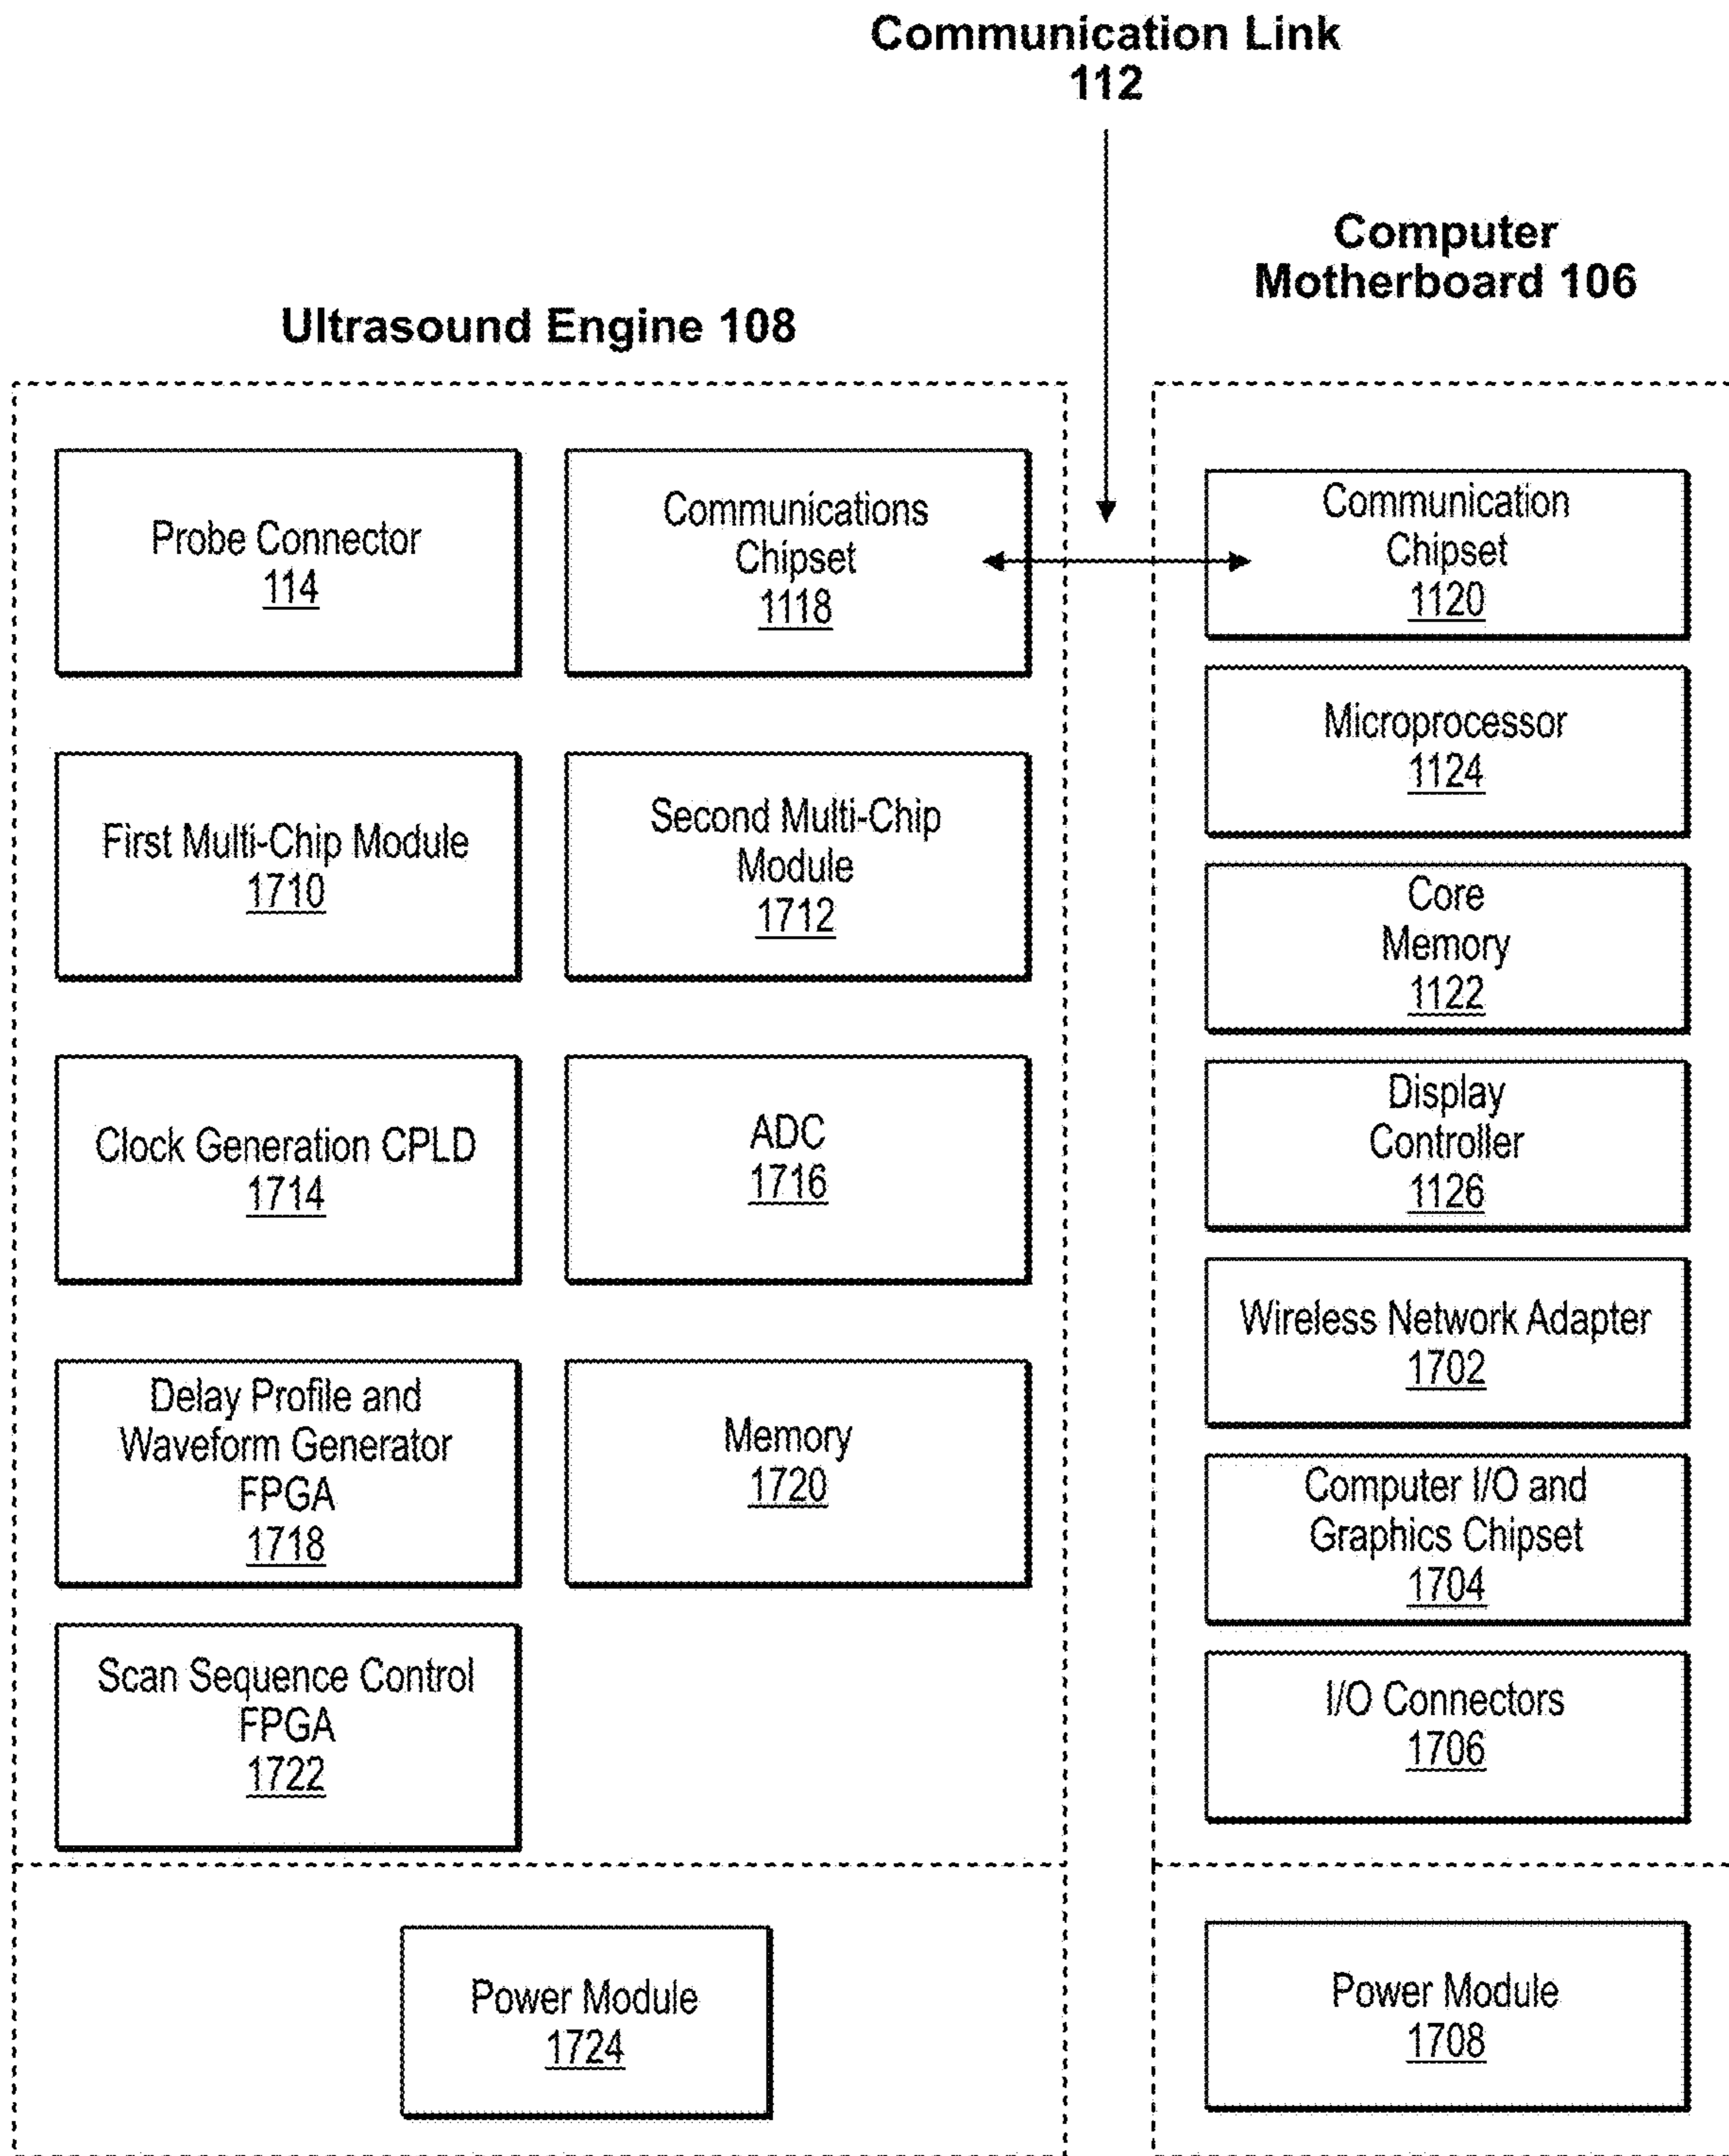 Communication Link
112
Computer
Motherboard 106
Ultrasound Engine 108
Probe Connector
114
Communications
Chipset
1118
First Multi-Chip Module
1710
Second Multi-Chip
Module
1712
Clock Generation CPLD
1714
ADC
1716
Delay Profile and
Waveform Generator
FPGA
1718
Memory
1720
Scan Sequence Control
FPGA
1722
Power Module
1724
Communication
Chipset
1120
Microprocessor
1124
Core
Memory
1122
Display
Controller
1126
Wireless Network Adapter
1702
Computer I/O and
Graphics Chipset
1704
I/O Connectors
1706
Power Module
1708